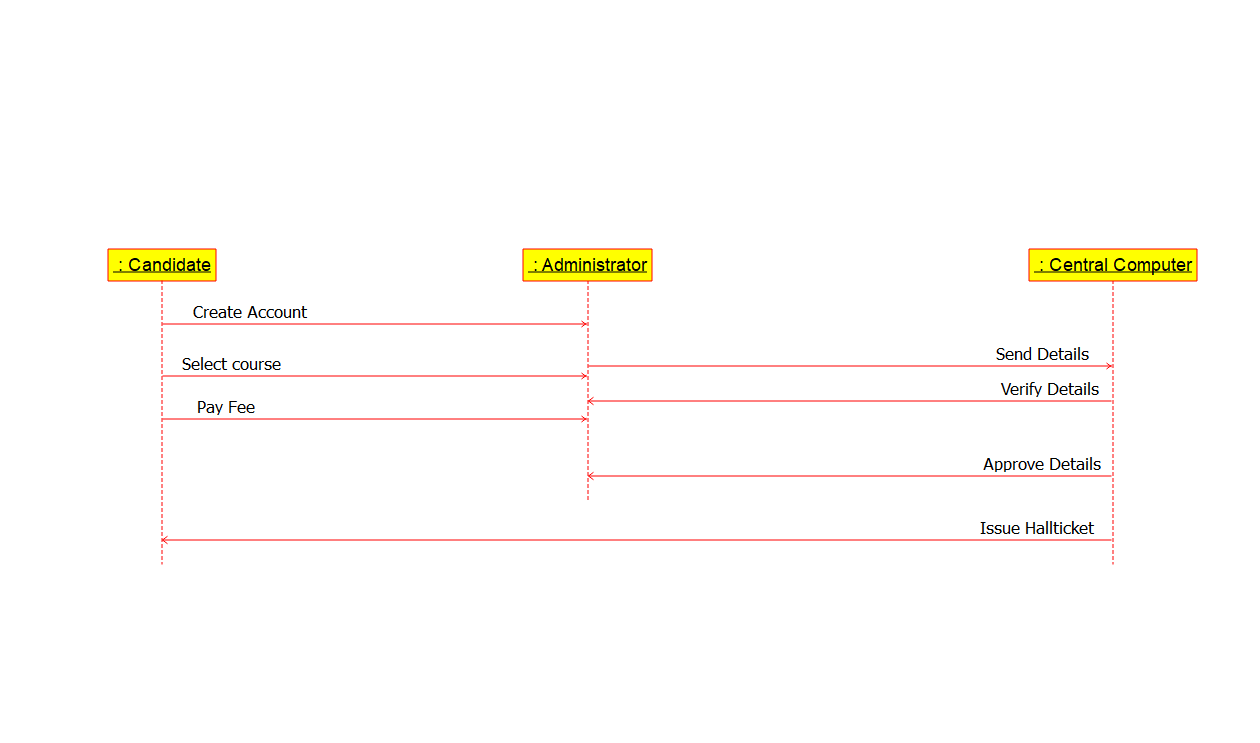 : Candidate
: Administrator
: Central Computer
Create Account
Send Details
Select course
Verify Details
Pay Fee
Approve Details
Issue Hallticket